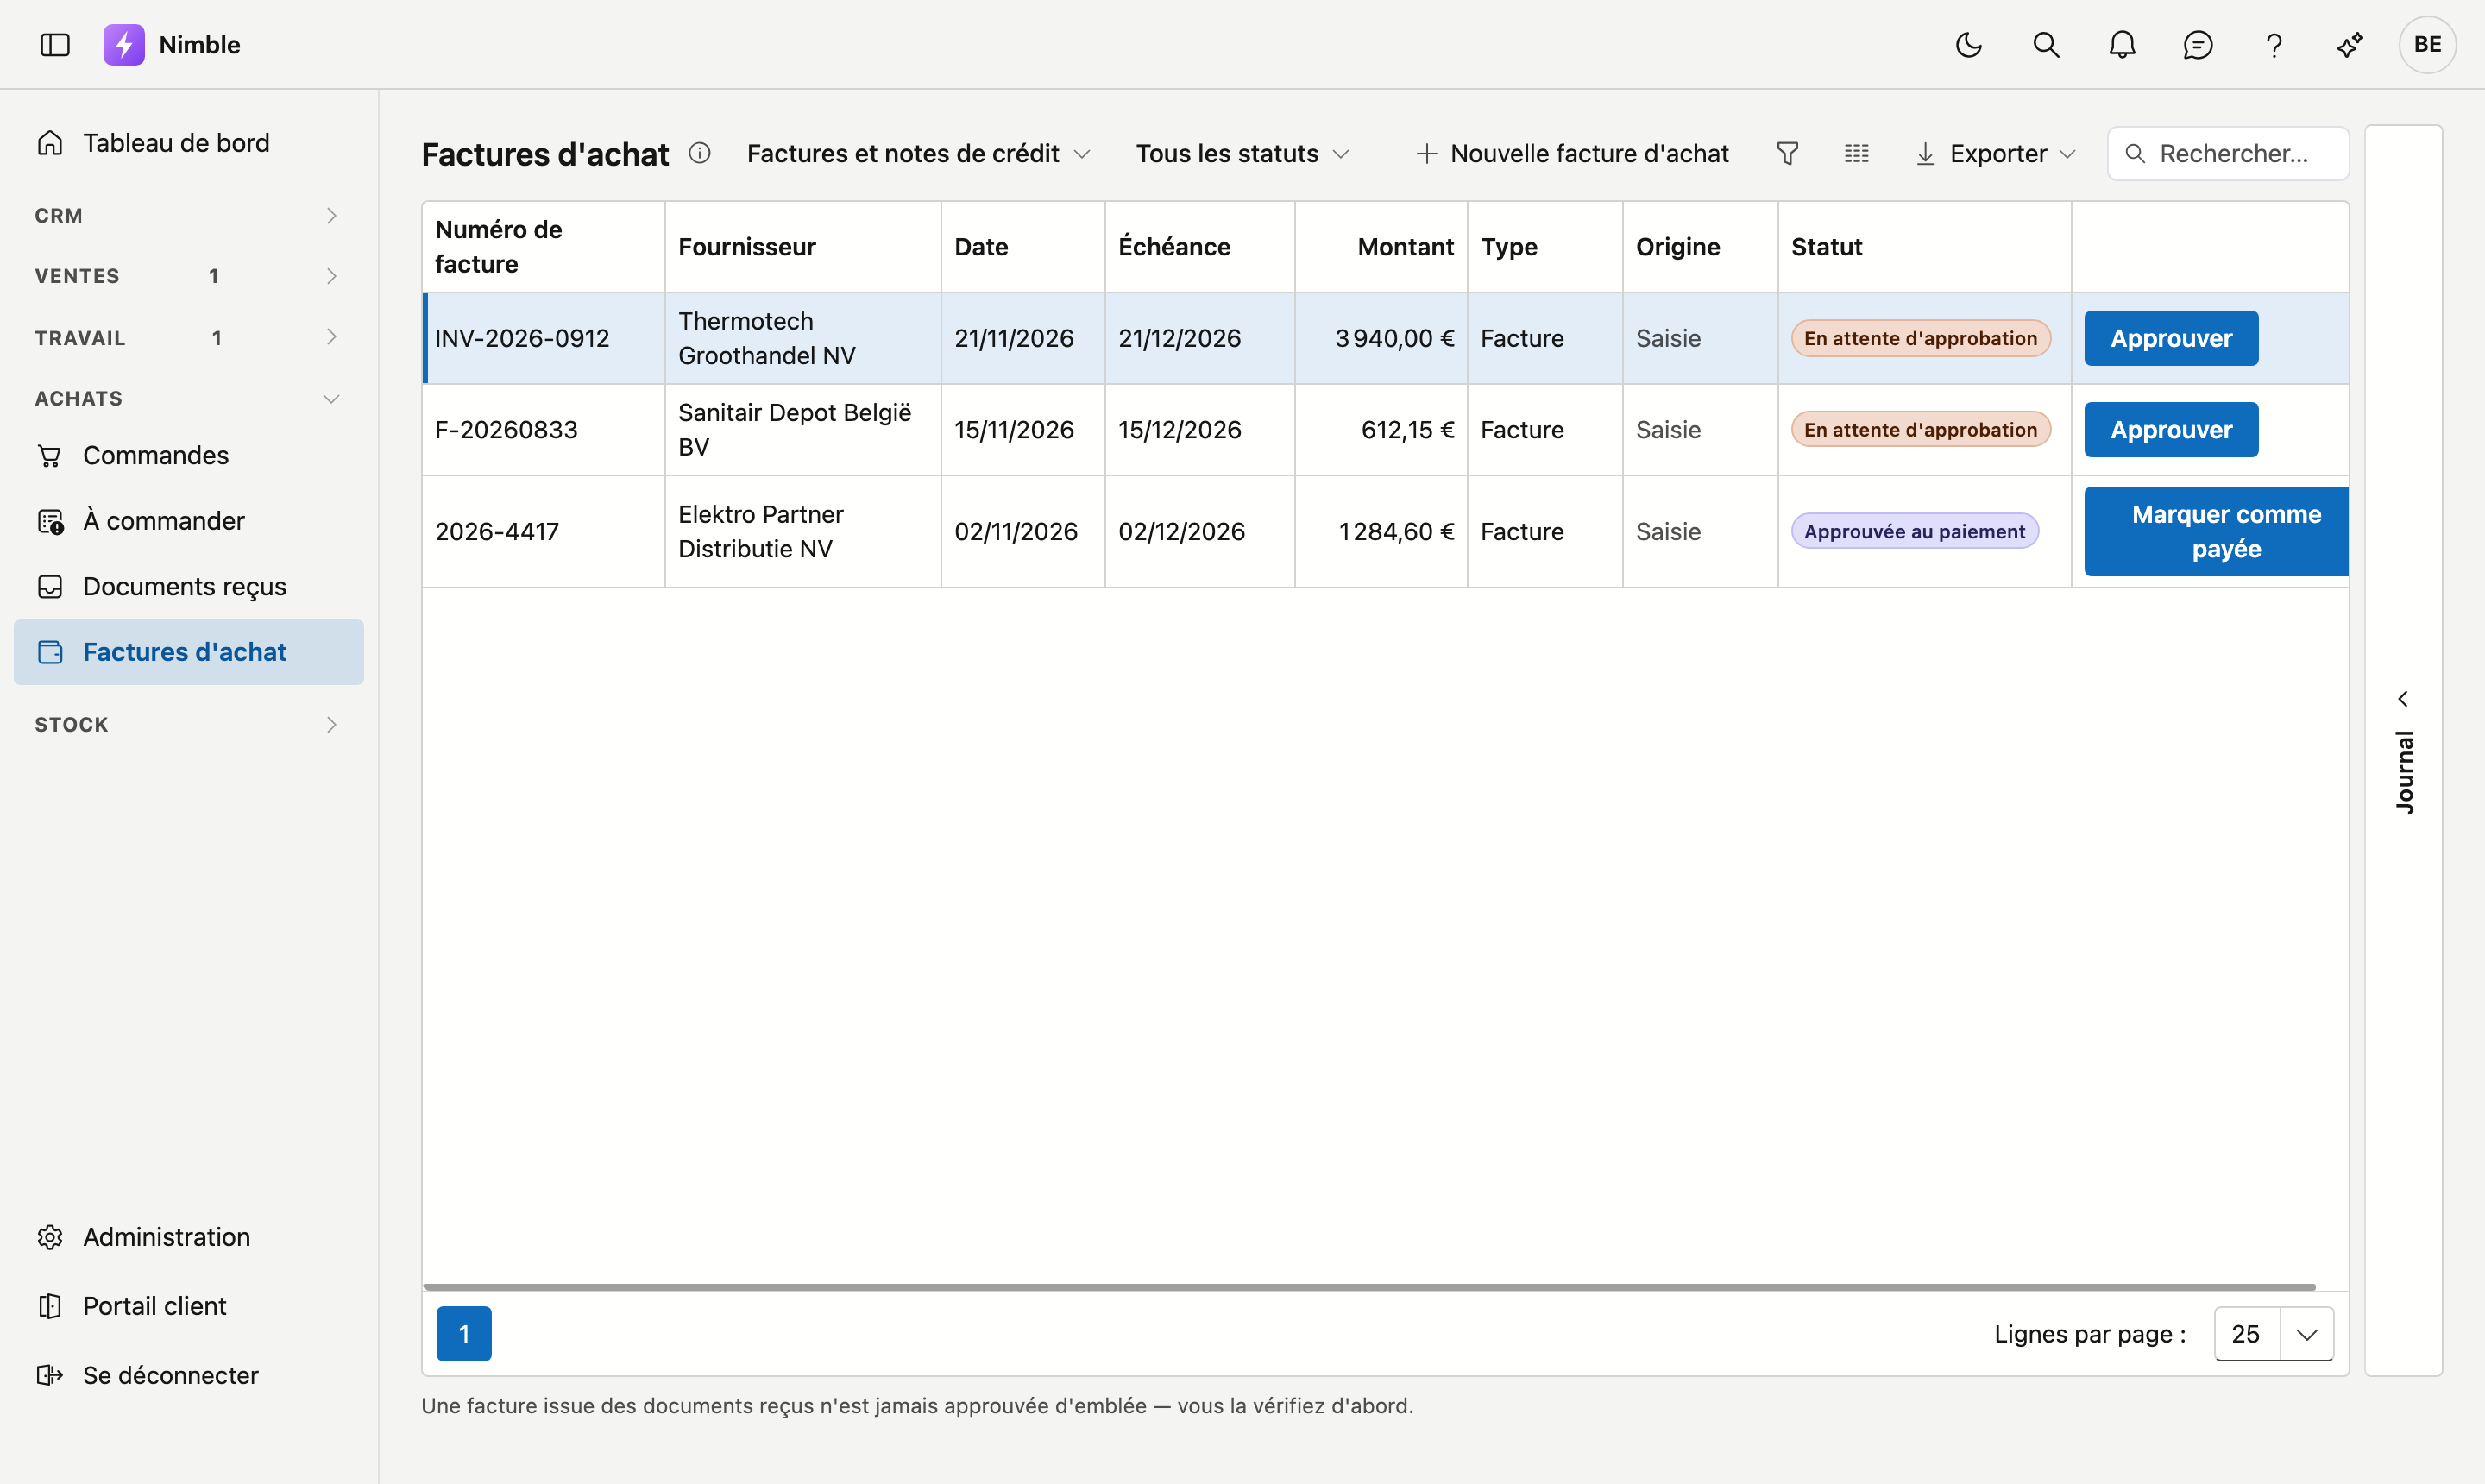 Nimble
BE
Tableau de bord
CRM
VENTES 1
TRAVAIL 1
ACHATS
Commandes
À commander
Documents reçus
Factures d'achat
STOCK
Administration
Portail client
Se déconnecter
Factures d'achat Factures et notes de crédit Tous les statuts Nouvelle facture d'achat Exporter Rechercher...
Numéro de
facture Fournisseur Date Échéance Montant Type Origine Statut
INV-2026-0912 Thermotech
Groothandel NV 21/11/2026 21/12/2026 3 940,00 € Facture Saisie En attente d'approbation Approuver
F-20260833 Sanitair Depot België
BV 15/11/2026 15/12/2026 612,15 € Facture Saisie En attente d'approbation Approuver
2026-4417 Elektro Partner
Distributie NV 02/11/2026 02/12/2026 1 284,60 € Facture Saisie Approuvée au paiement Marquer comme
payée
1 Lignes par page : 25
Une facture issue des documents reçus n'est jamais approuvée d'emblée — vous la vérifiez d'abord.
Journal